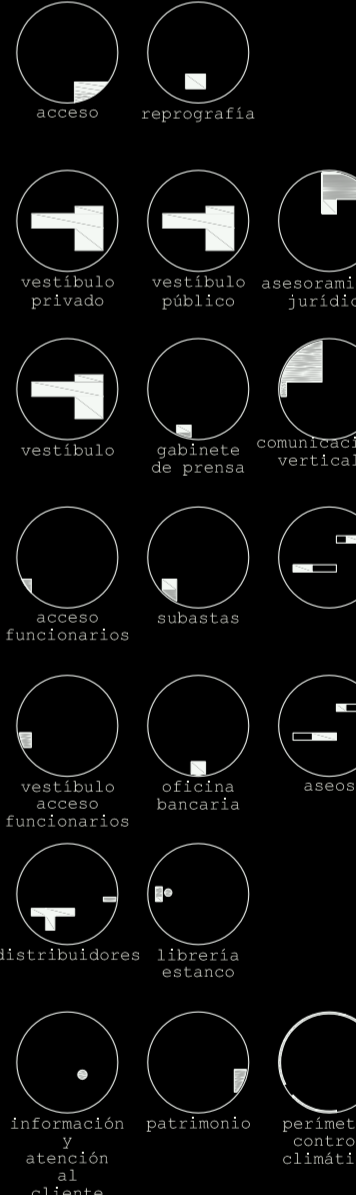 acceso
reprografía
vestíbulo
privado
vestíbulo
público
asesorami
jurídic
vestíbulo
gabinete
de prensa
comunicaci
vertical
acceso
funcionarios
subastas
vestíbulo
acceso
funcionarios
oficina
bancaria
aseos
distribuidores
librería
estanco
información
y
atención
al
cliente
patrimonio
perímet
contro
climáti